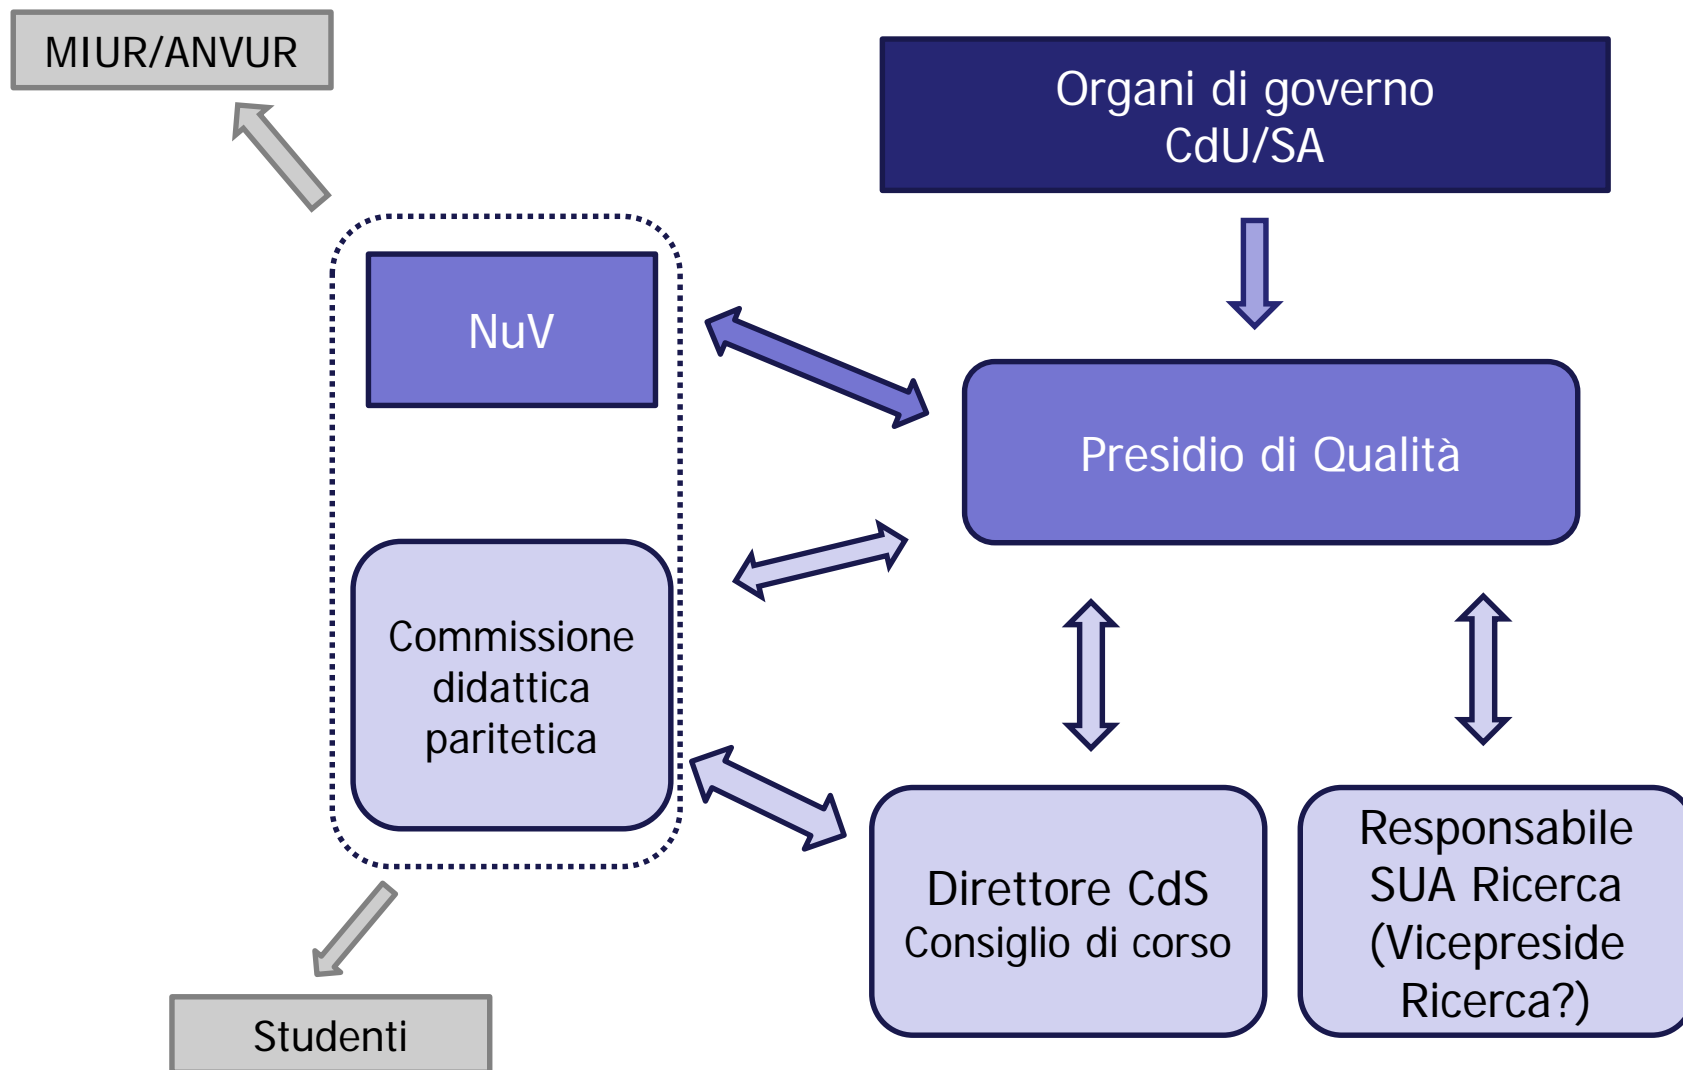 MIUR/ANVUR
Organi di governo
CdU/SA
NuV
Presidio di Qualità
Commissione
didattica
paritetica
Direttore CdS
Consiglio di corso
Responsabile
SUA Ricerca
(Vicepreside
Ricerca?)
Studenti